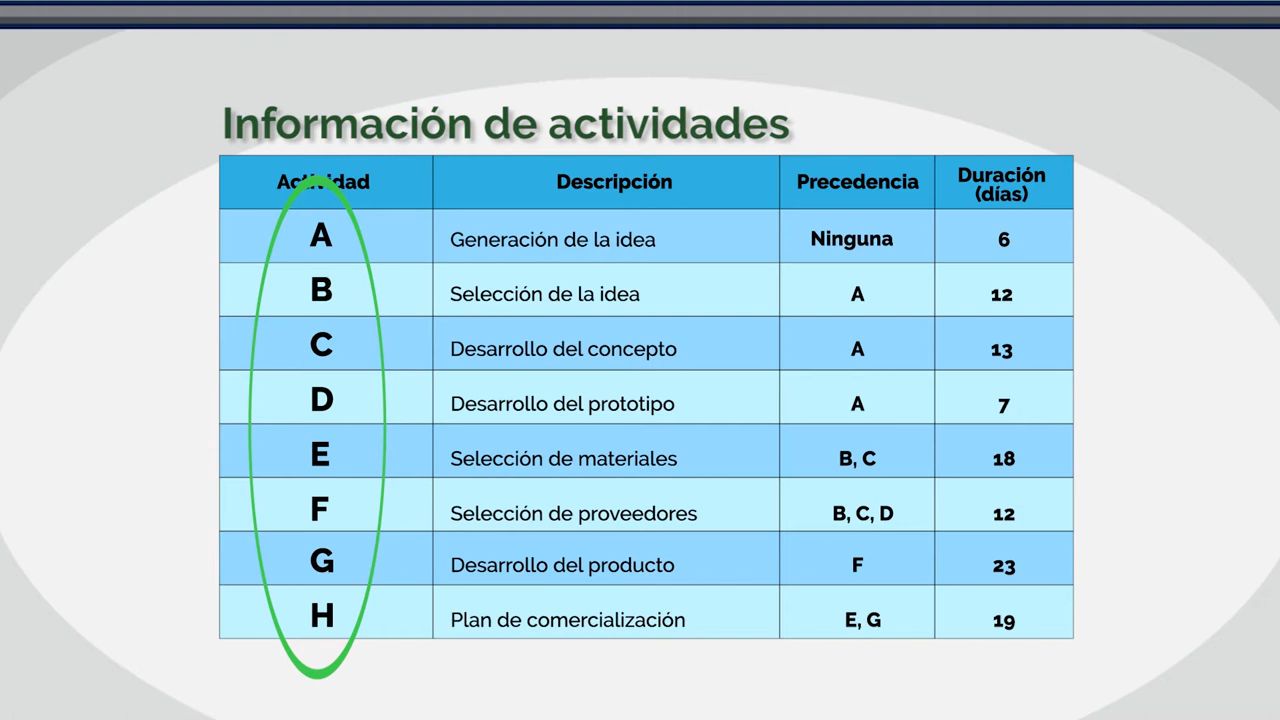 Información de actividades
Actividad Descripción Precedencia Duración (días)
A Generación de la idea Ninguna 6
B Selección de la idea A 12
C Desarrollo del concepto A 13
D Desarrollo del prototipo A 7
E Selección de materiales B, C 18
F Selección de proveedores B, C, D 12
G Desarrollo del producto F 23
H Plan de comercialización E, G 19